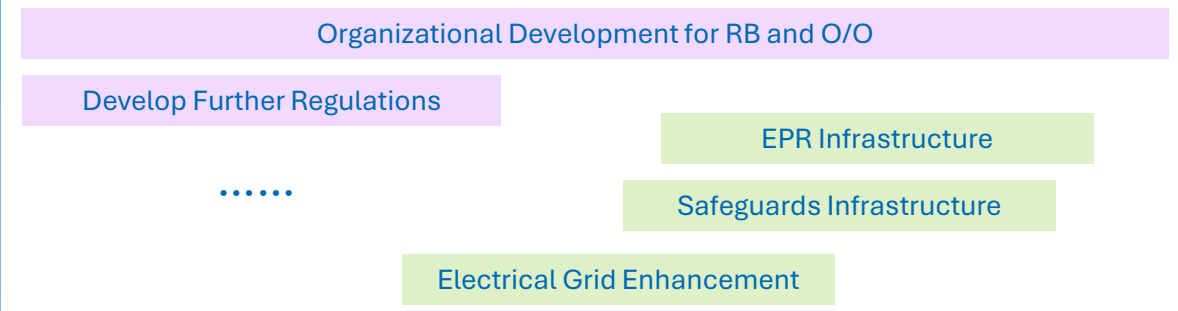 Organizational Development for RB and O/O
Develop Further Regulations
EPR Infrastructure
......
Safeguards Infrastructure
Electrical Grid Enhancement